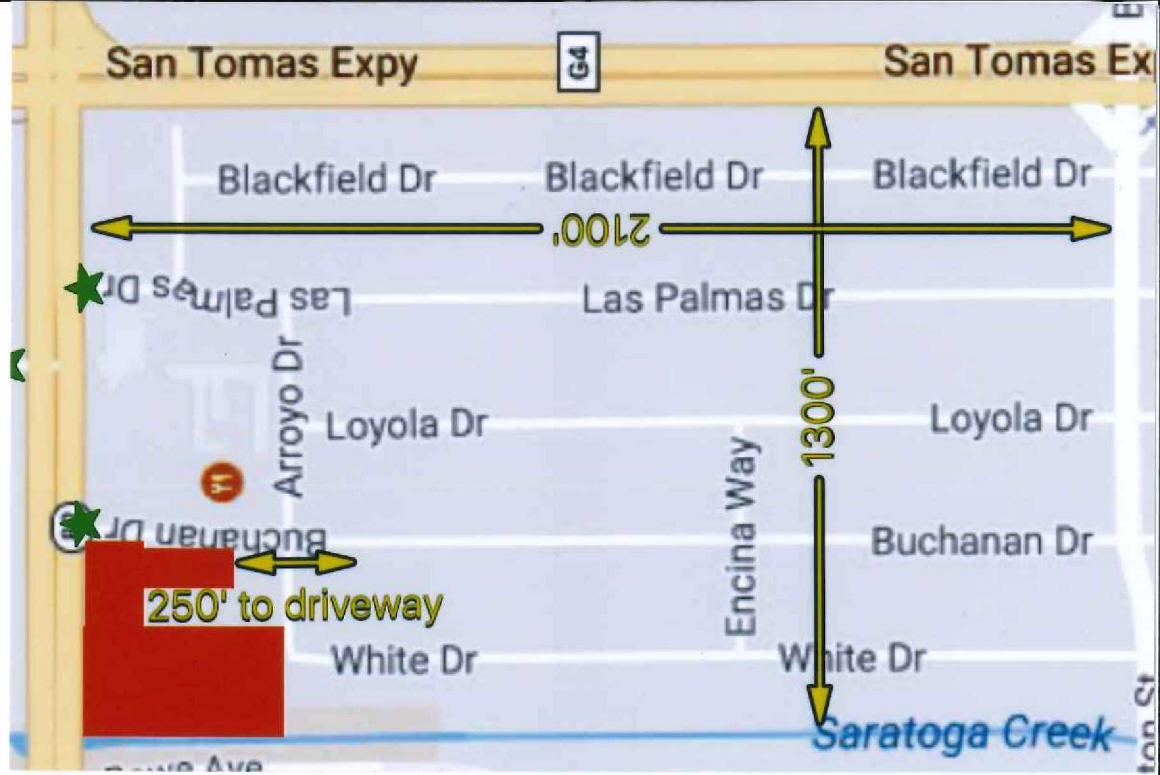 San Tomas Expy
G4
San Tomas Ex
Blackfield Dr
Blackfield Dr
Blackfield Dr
2100'
Las Palmas Dr
Las Palmas Dr
Arroyo Dr
Loyola Dr
1300'
Loyola Dr
Encina Way
Buchanan Dr
Buchanan Dr
250' to driveway
White Dr
White Dr
Saratoga Creek